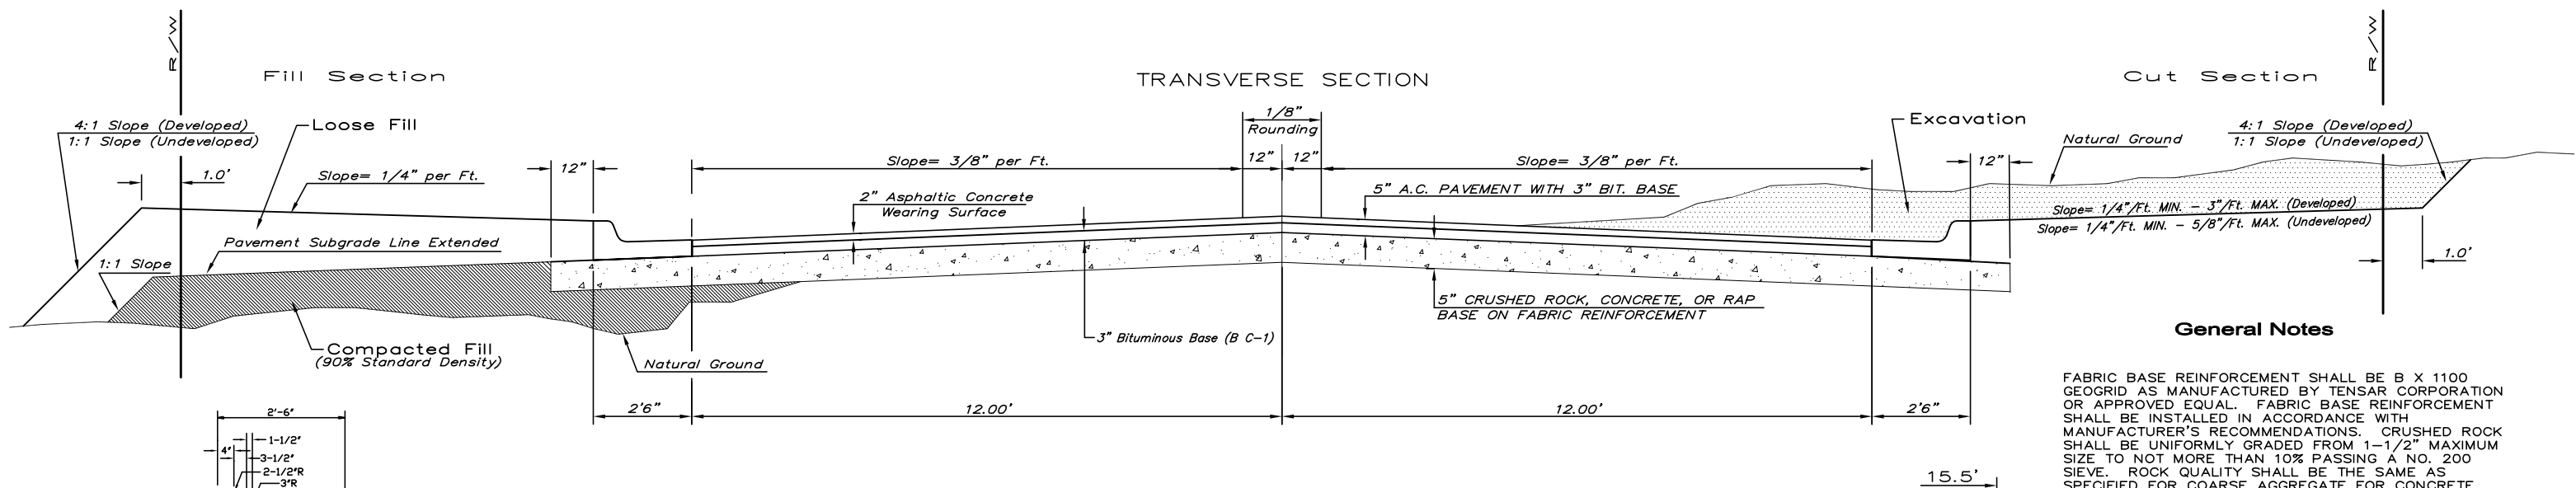 R/W
Fill Section
TRANSVERSE SECTION
Cut Section
R/W
4:1 Slope (Developed)
1:1 Slope (Undeveloped)
Loose Fill
1/8"
Rounding
Excavation
Natural Ground
4:1 Slope (Developed)
1:1 Slope (Undeveloped)
1.0'
Slope= 1/4" per Ft.
12"
Slope= 3/8" per Ft.
12"
12"
Slope= 3/8" per Ft.
12"
2" Asphaltic Concrete
Wearing Surface
5" A.C. PAVEMENT WITH 3" BIT. BASE
Slope= 1/4"/Ft. MIN. - 3"/Ft. MAX. (Developed)
Slope= 1/4"/Ft. MIN. - 5/8"/Ft. MAX. (Undeveloped)
Pavement Subgrade Line Extended
1:1 Slope
1.0'
5" CRUSHED ROCK, CONCRETE, OR RAP
BASE ON FABRIC REINFORCEMENT
3" Bituminous Base (B C-1)
Compacted Fill
(90% Standard Density)
Natural Ground
2'6"
12.00'
12.00'
2'6"
General Notes
FABRIC BASE REINFORCEMENT SHALL BE B X 1100
GEOGRID AS MANUFACTURED BY TENSAR CORPORATION
OR APPROVED EQUAL. FABRIC BASE REINFORCEMENT
SHALL BE INSTALLED IN ACCORDANCE WITH
MANUFACTURER'S RECOMMENDATIONS. CRUSHED ROCK
SHALL BE UNIFORMLY GRADED FROM 1-1/2" MAXIMUM
SIZE TO NOT MORE THAN 10% PASSING A NO. 200
SIEVE. ROCK QUALITY SHALL BE THE SAME AS
SPECIFIED FOR COARSE AGGREGATE FOR CONCRETE
2'-6"
1-1/2"
4"
3-1/2"
2-1/2"R
3"R
15.5'